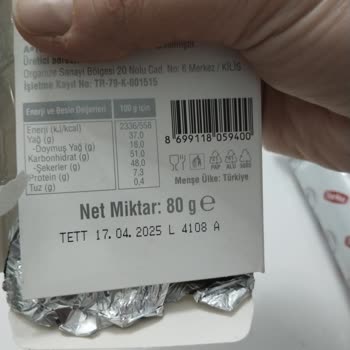 Üretici
Organize Sanayi Bölgesi 20 Nolu Cad. No: 6 Merkez / KİLİS
İşletme Kayıt No: TR-79-K-001515
Enerji ve Besin Değerleri 100 g için
Enerji (kJ/kcal) 2336/558
Yağ (g) 37.0
-Doymuş Yağ (g) 16.0
Karbonhidrat (g) 51.0
-Şekerler (g) 48.0
Protein (g) 7.3
Tuz (g) 0.4
8 699118 059400
PAP ALU
Menşe Ülke: Türkiye
Net Miktar: 80 g e
TETT 17.04.2025 L 4108 A